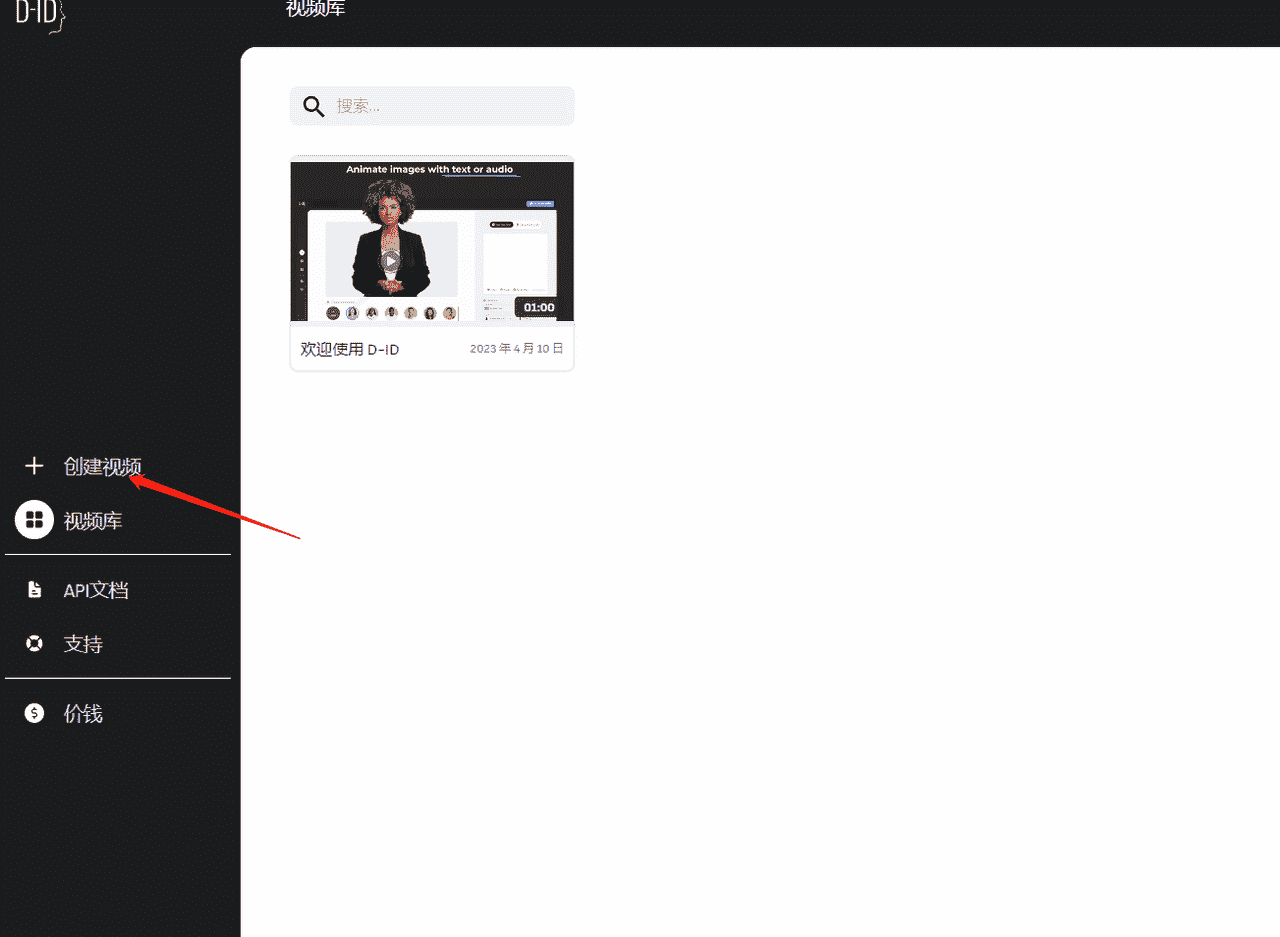 D-ID
视频库
搜索...
Animate images with text or audio
01:00
欢迎使用 D-ID
2023 年 4 月 10 日
创建视频
视频库
API文档
支持
价钱